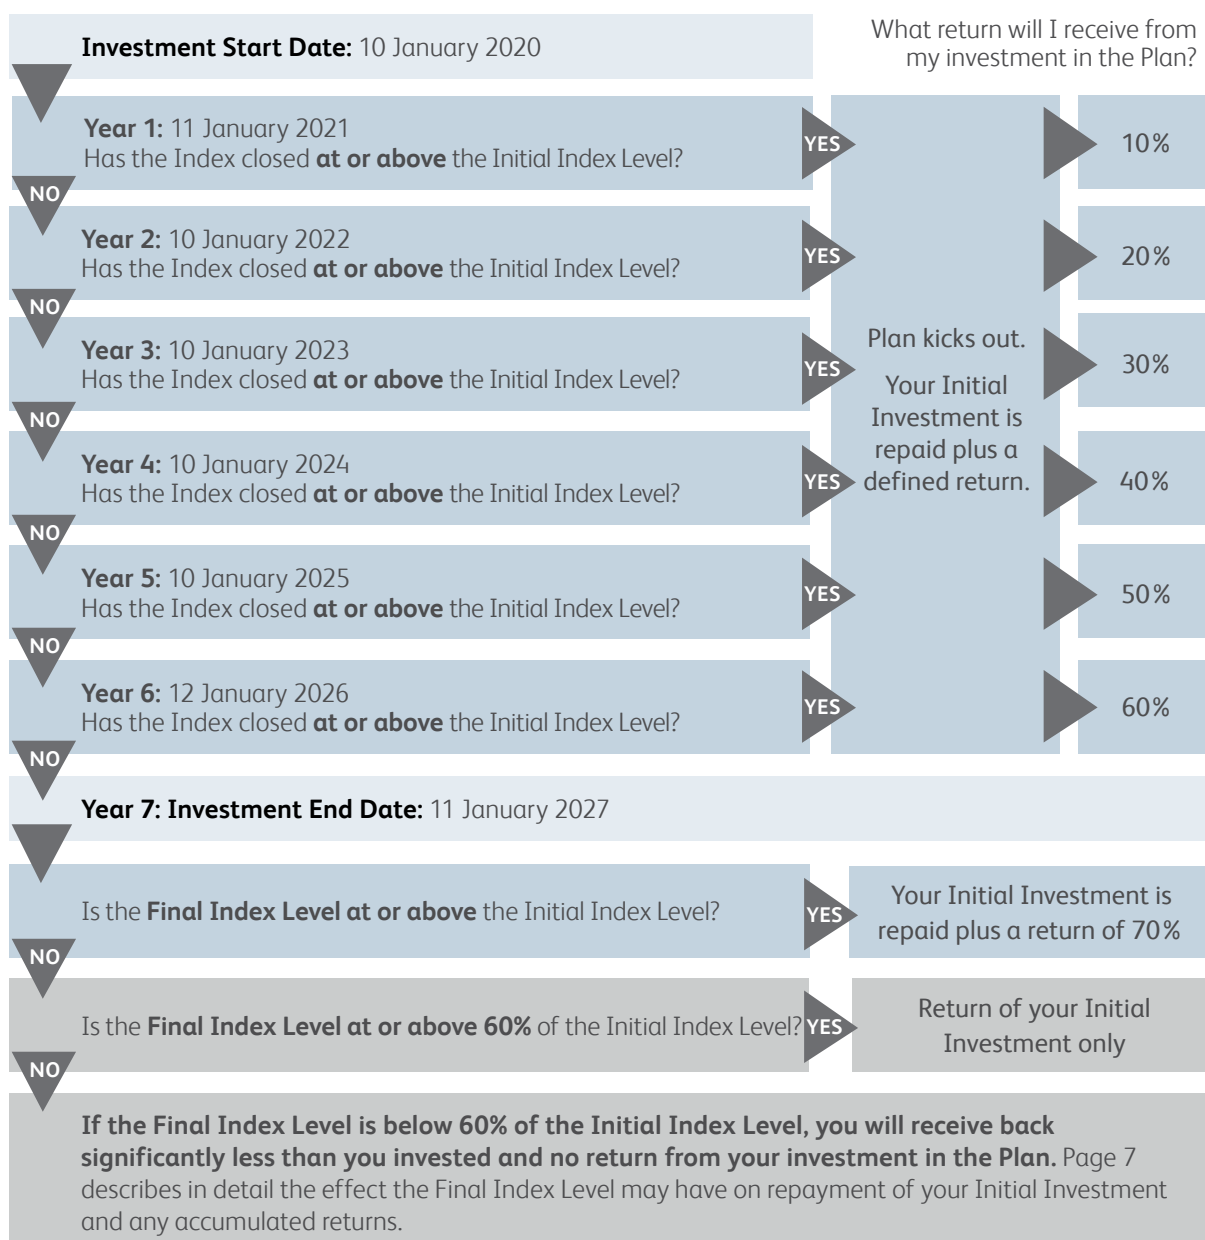 Investment Start Date: 10 January 2020
What return will I receive from
my investment in the Plan?
Year 1: 11 January 2021
Has the Index closed at or above the Initial Index Level?
YES
10%
NO
Year 2: 10 January 2022
Has the Index closed at or above the Initial Index Level?
YES
20%
NO
Year 3: 10 January 2023
Has the Index closed at or above the Initial Index Level?
YES
Plan kicks out.
Your Initial
Investment is
repaid plus a
defined return.
30%
NO
Year 4: 10 January 2024
Has the Index closed at or above the Initial Index Level?
YES
40%
NO
Year 5: 10 January 2025
Has the Index closed at or above the Initial Index Level?
YES
50%
NO
Year 6: 12 January 2026
Has the Index closed at or above the Initial Index Level?
YES
60%
NO
Year 7: Investment End Date: 11 January 2027
Is the Final Index Level at or above the Initial Index Level?
YES
Your Initial Investment is
repaid plus a return of 70%
NO
Is the Final Index Level at or above 60% of the Initial Index Level?
YES
Return of your Initial
Investment only
NO
If the Final Index Level is below 60% of the Initial Index Level, you will receive back
significantly less than you invested and no return from your investment in the Plan. Page 7
describes in detail the effect the Final Index Level may have on repayment of your Initial Investment
and any accumulated returns.